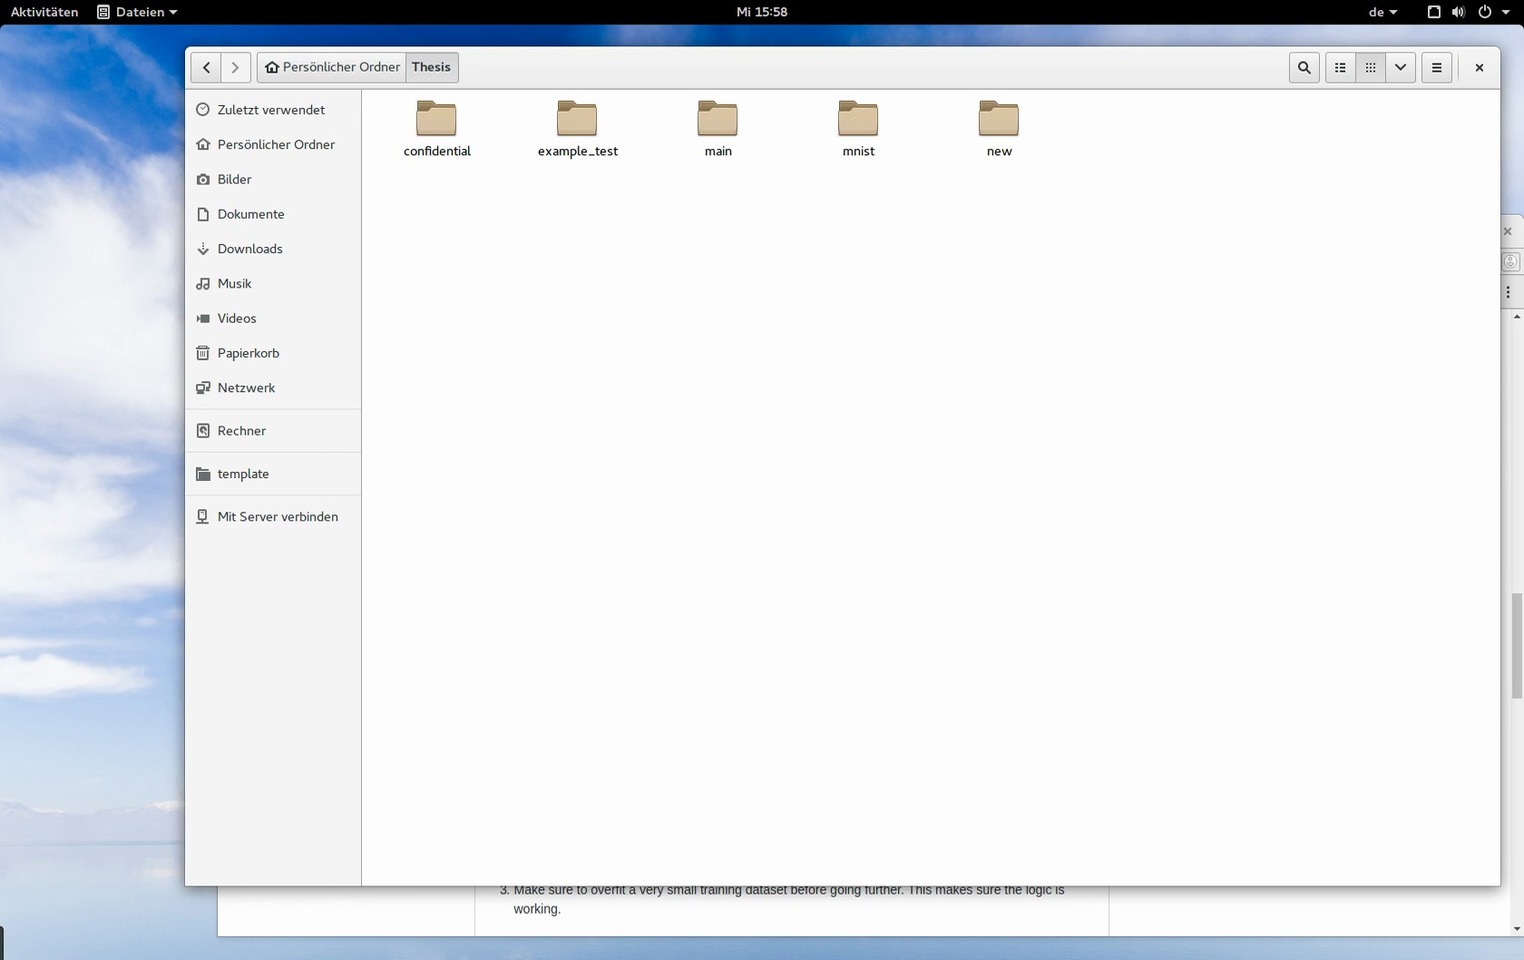 Aktivitäten Dateien Mi 15:58 de
Persönlicher Ordner Thesis
Zuletzt verwendet
Persönlicher Ordner
Bilder
Dokumente
Downloads
Musik
Videos
Papierkorb
Netzwerk
Rechner
template
Mit Server verbinden
confidential example_test main mnist new
3. Make sure to overfit a very small training dataset before going further. This makes sure the logic is
working.